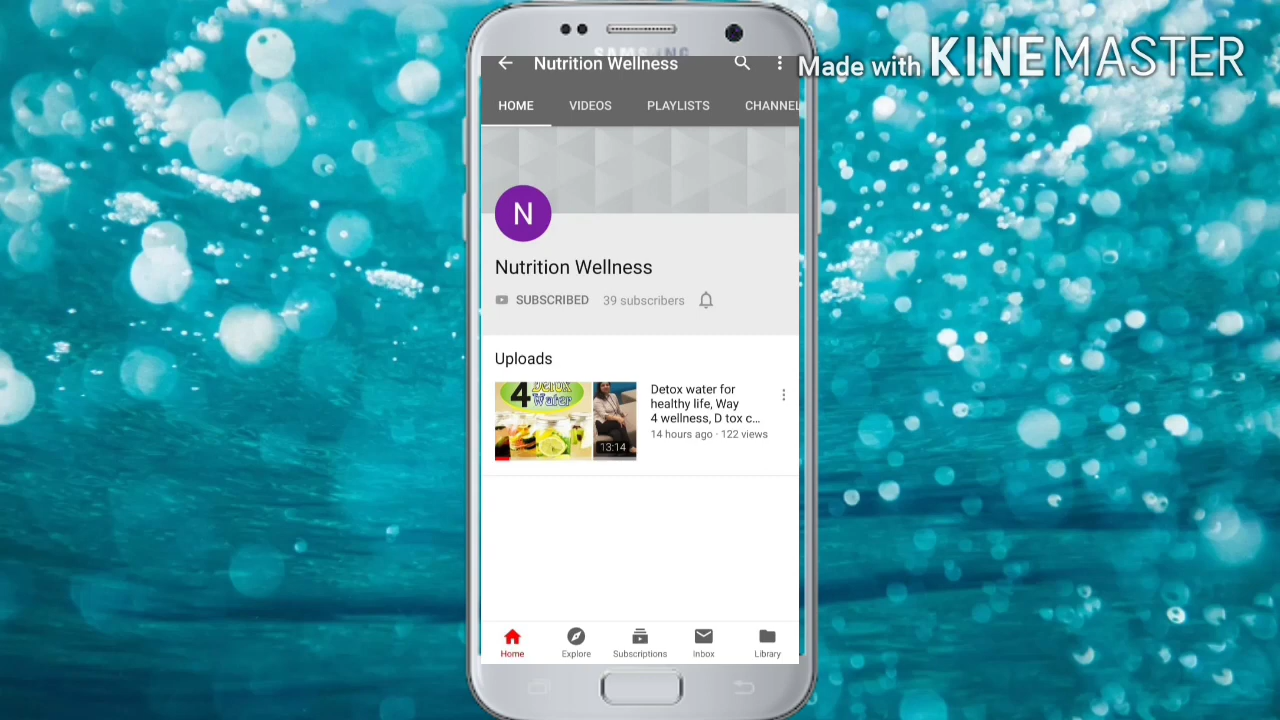 SAMSUNG
Made with KINEMASTER
Nutrition Wellness
HOME VIDEOS PLAYLISTS CHANNEL
N
Nutrition Wellness
SUBSCRIBED 39 subscribers
Uploads
4 Detox
Water
13:14
Detox water for
healthy life, Way
4 wellness, D tox c...
14 hours ago · 122 views
Home Explore Subscriptions Inbox Library